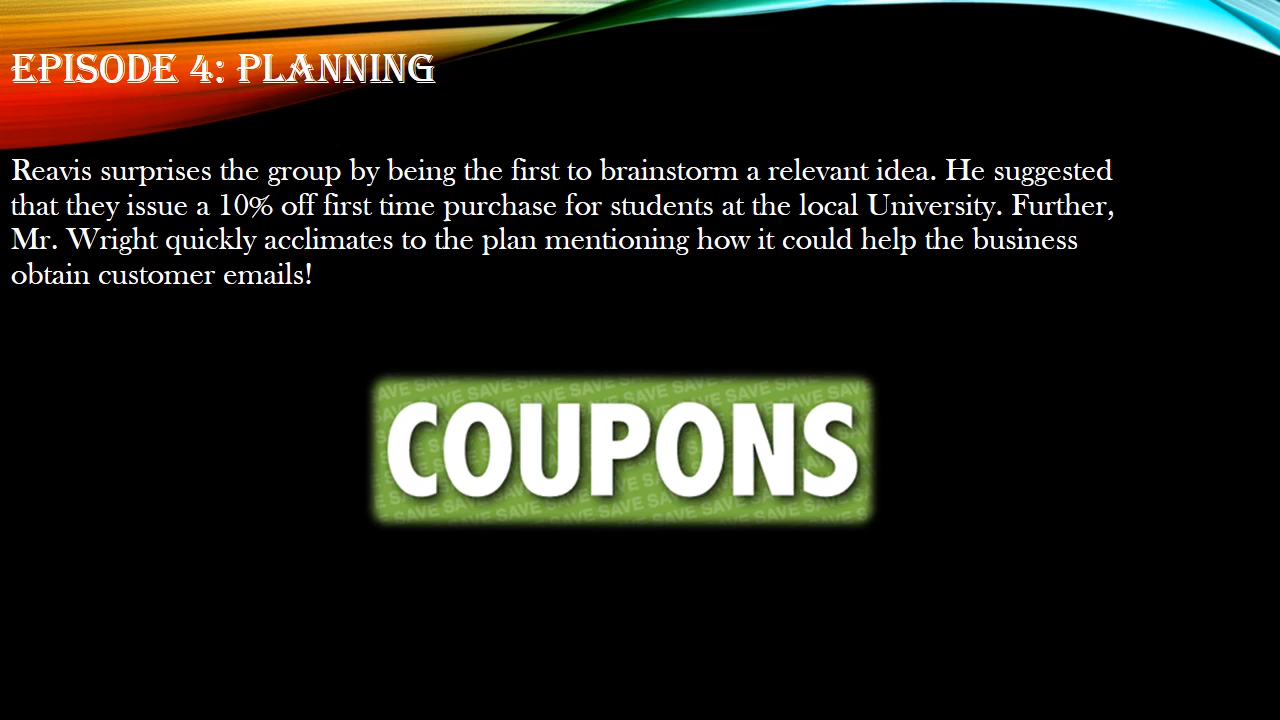 EPISODE 4: PLANNING
Reavis surprises the group by being the first to brainstorm a relevant idea. He suggested
that they issue a 10% off first time purchase for students at the local University. Further,
Mr. Wright quickly acclimates to the plan mentioning how it could help the business
obtain customer emails!
COUPONS